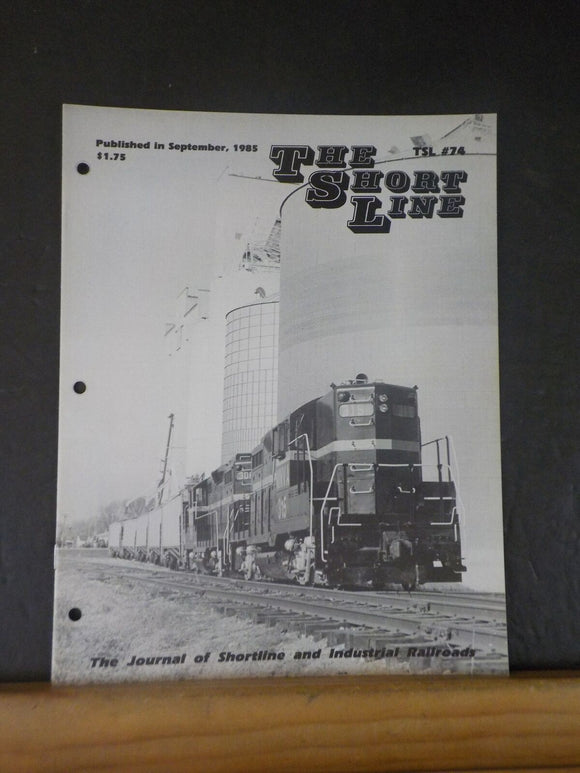 Published in September, 1985
$1.75
TSL #74
THE
SHORT
LINE
The Journal of Shortline and Industrial Railroads